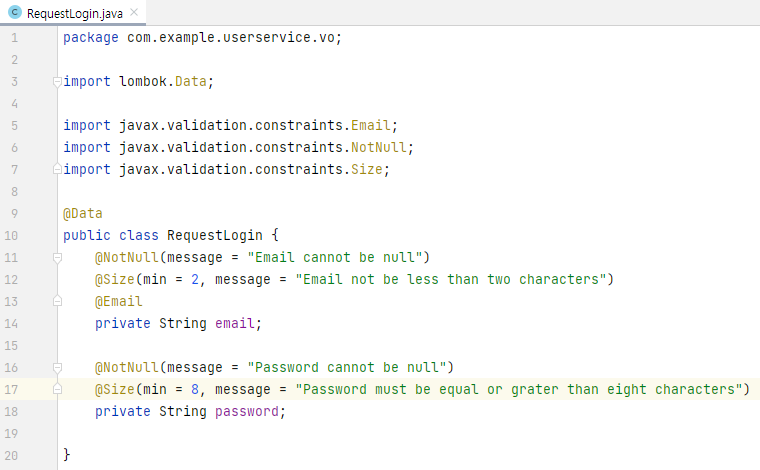 RequestLogin.java
1 package com.example.userservice.vo;
2
3 import lombok.Data;
4
5 import javax.validation.constraints.Email;
6 import javax.validation.constraints.NotNull;
7 import javax.validation.constraints.Size;
8
9 @Data
10 public class RequestLogin {
11 @NotNull(message = "Email cannot be null")
12 @Size(min = 2, message = "Email not be less than two characters")
13 @Email
14 private String email;
15
16 @NotNull(message = "Password cannot be null")
17 @Size(min = 8, message = "Password must be equal or grater than eight characters")
18 private String password;
19
20 }